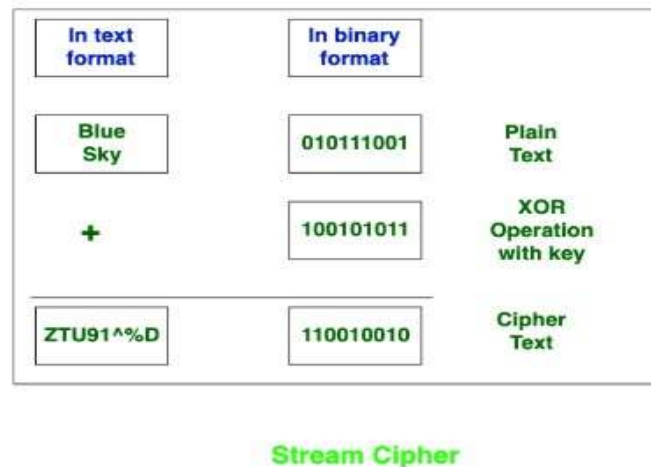 In text
format
In binary
format
Blue
Sky
010111001
Plain
Text
+
100101011
XOR
Operation
with key
ZTU91^%D
110010010
Cipher
Text
Stream Cipher